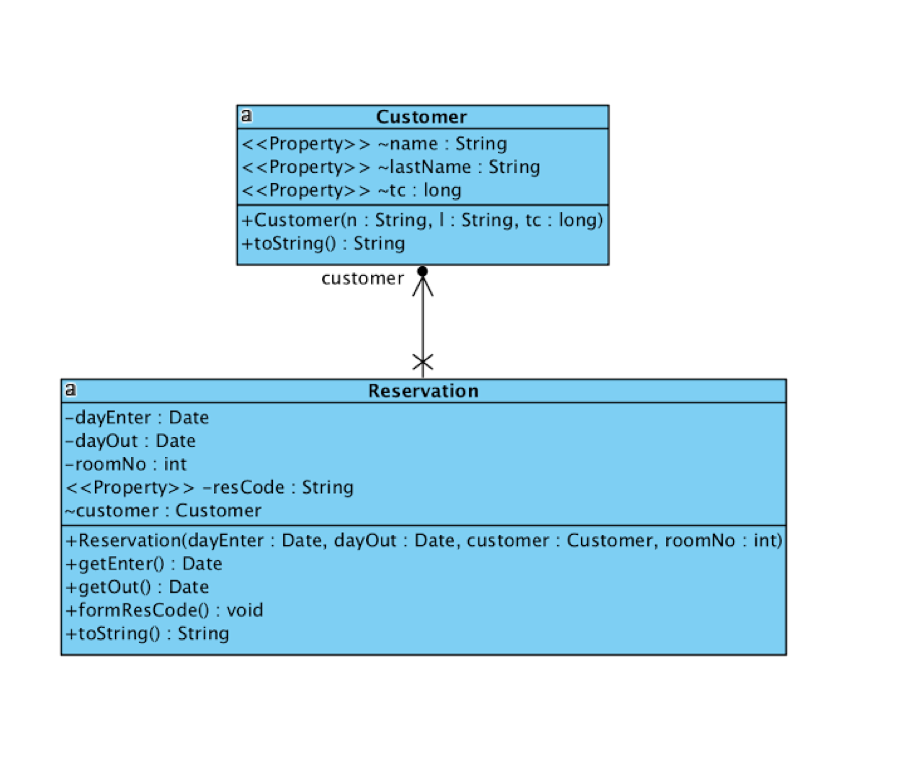 a
Customer
<<Property>> ~name : String
<<Property>> ~lastName : String
<<Property>> ~tc : long
+Customer(n : String, l : String, tc : long)
+toString() : String
customer
a
Reservation
-dayEnter : Date
-dayOut : Date
-roomNo : int
<<Property>> -resCode : String
~customer : Customer
+Reservation(dayEnter : Date, dayOut : Date, customer : Customer, roomNo : int)
+getEnter() : Date
+getOut() : Date
+formResCode() : void
+toString() : String